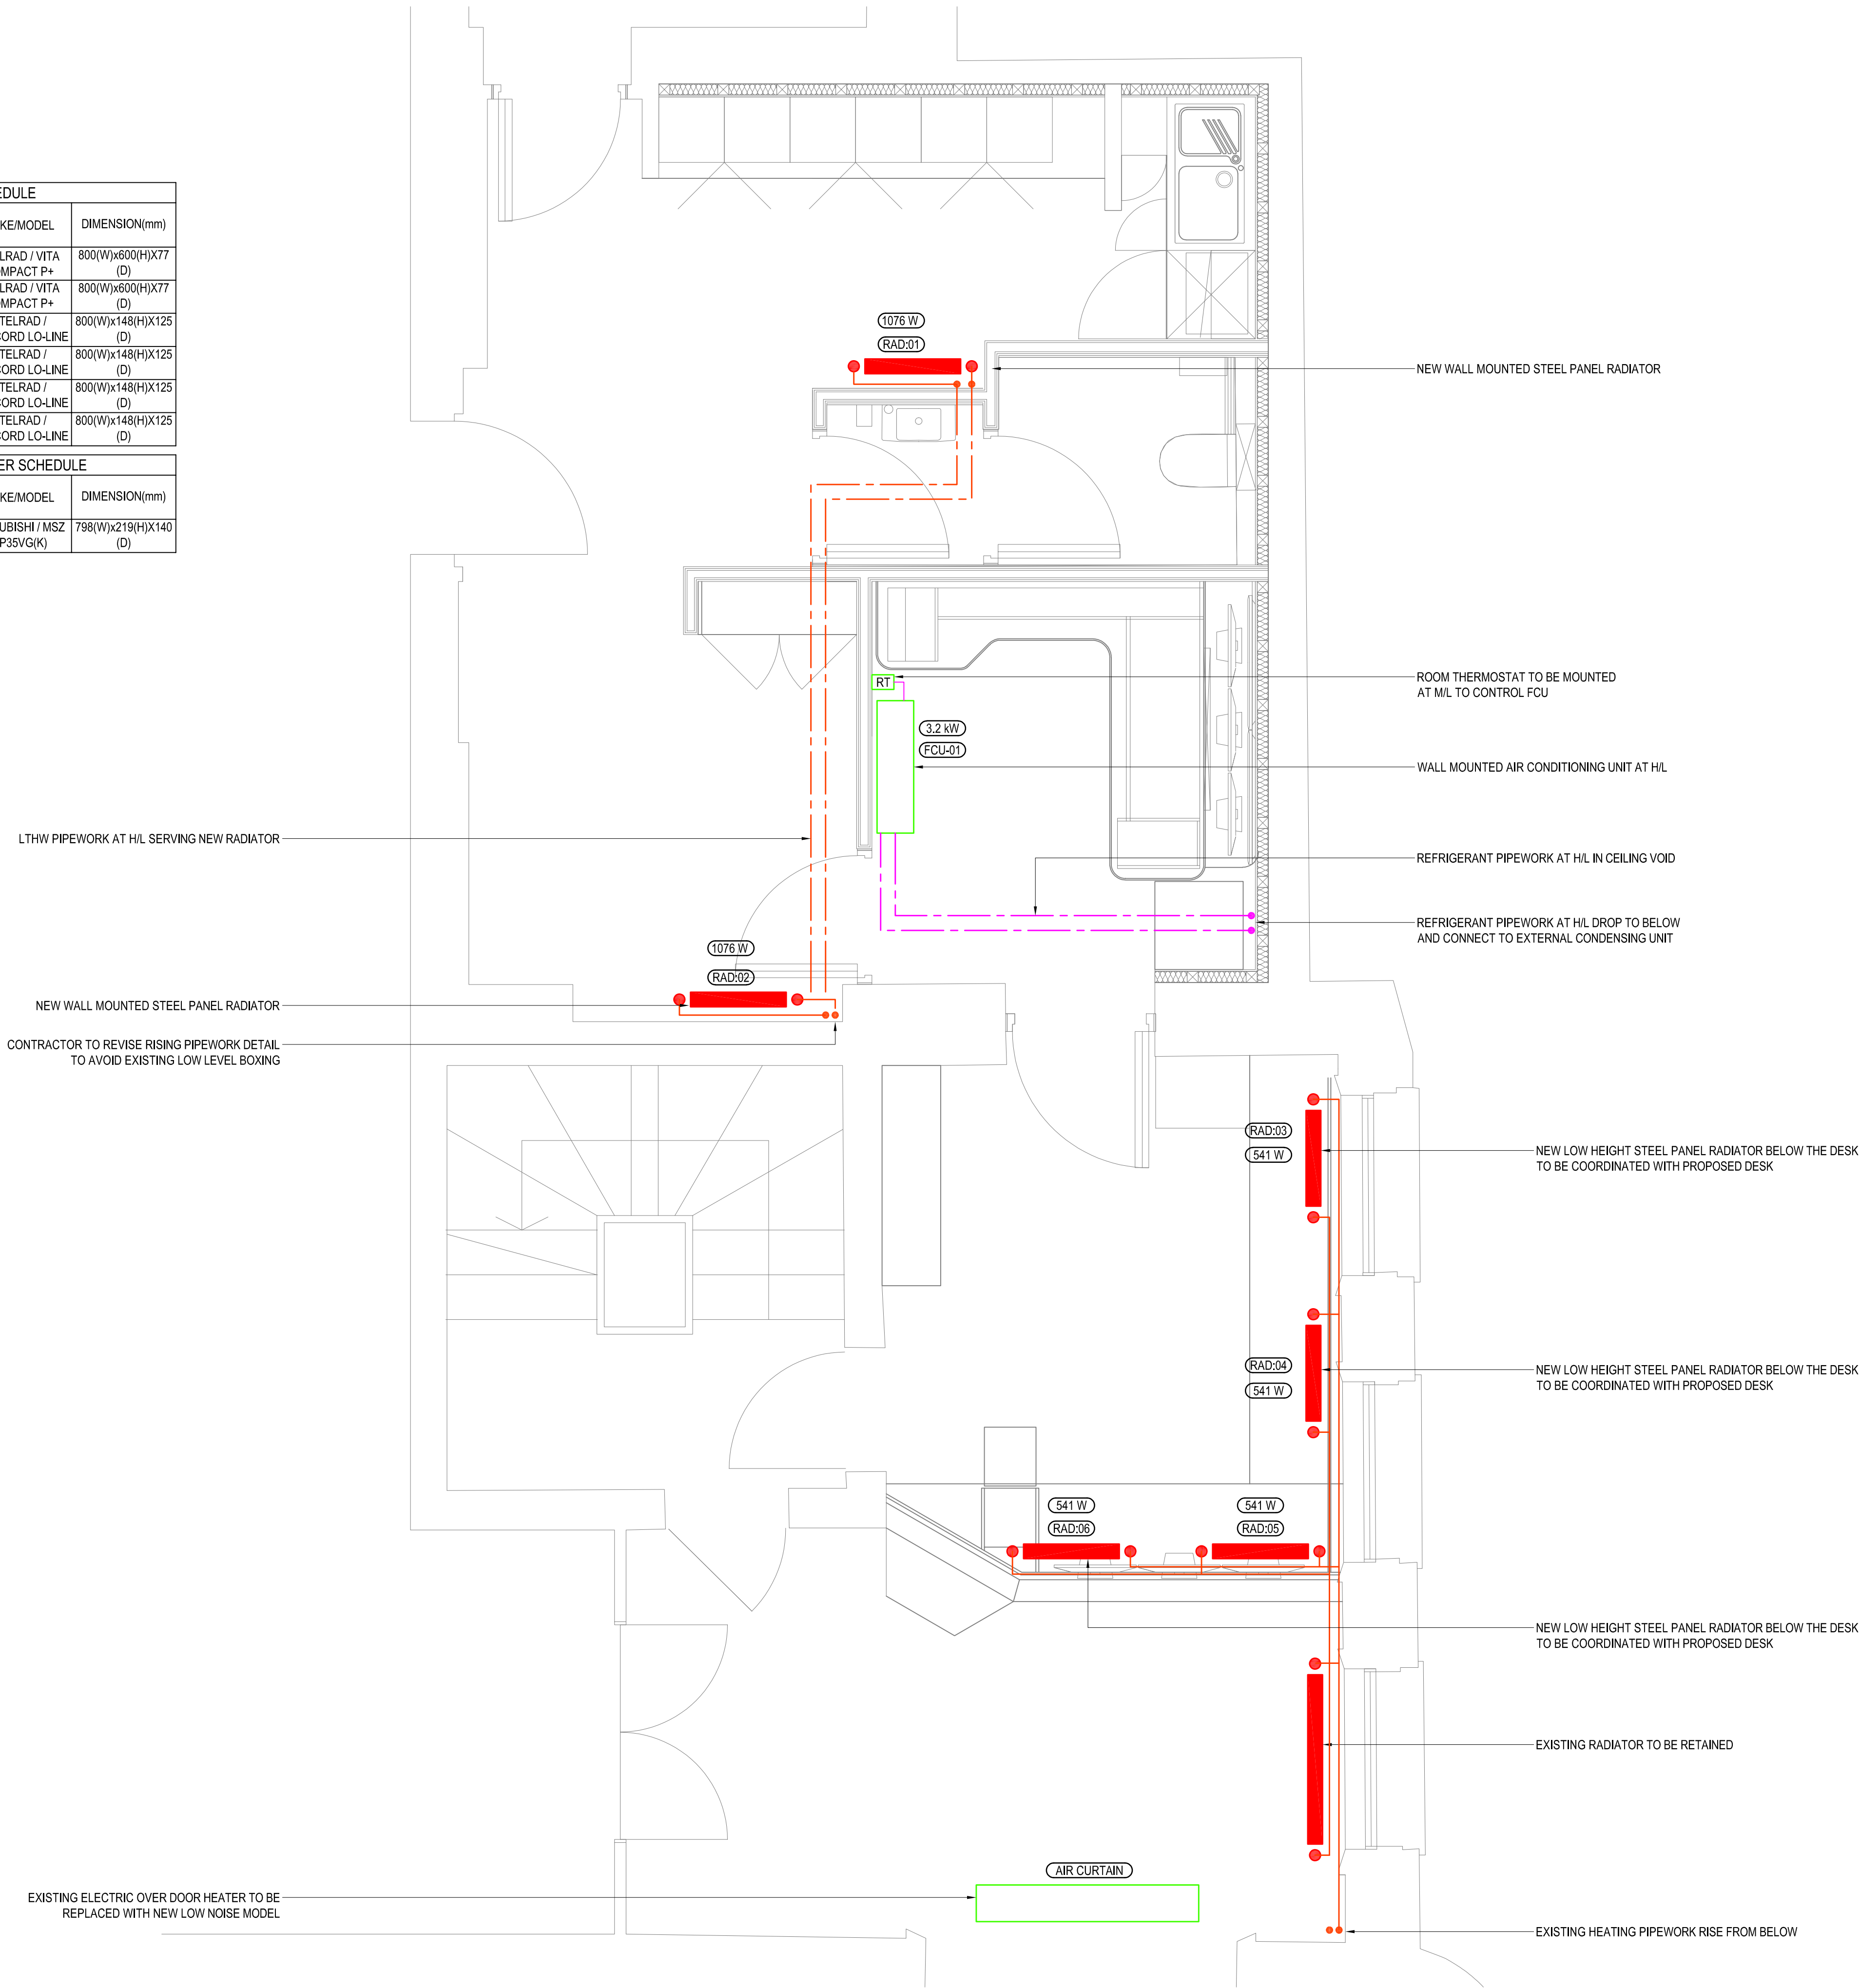 EDULE
KE/MODEL DIMENSION(mm)
LRAD / VITA 800(W)x600(H)X77
MPACT P+ (D)
LRAD / VITA 800(W)x600(H)X77
MPACT P+ (D)
TELRAD / 800(W)x148(H)X125
CORD LO-LINE (D)
TELRAD / 800(W)x148(H)X125
CORD LO-LINE (D)
TELRAD / 800(W)x148(H)X125
CORD LO-LINE (D)
TELRAD / 800(W)x148(H)X125
CORD LO-LINE (D)
ER SCHEDULE
KE/MODEL DIMENSION(mm)
UBISHI / MSZ 798(W)x219(H)X140
P35VG(K) (D)
1076 W
RAD:01
NEW WALL MOUNTED STEEL PANEL RADIATOR
RT
ROOM THERMOSTAT TO BE MOUNTED
AT M/L TO CONTROL FCU
3.2 kW
FCU-01
WALL MOUNTED AIR CONDITIONING UNIT AT H/L
LTHW PIPEWORK AT H/L SERVING NEW RADIATOR
REFRIGERANT PIPEWORK AT H/L IN CEILING VOID
REFRIGERANT PIPEWORK AT H/L DROP TO BELOW
AND CONNECT TO EXTERNAL CONDENSING UNIT
1076 W
RAD:02
NEW WALL MOUNTED STEEL PANEL RADIATOR
CONTRACTOR TO REVISE RISING PIPEWORK DETAIL
TO AVOID EXISTING LOW LEVEL BOXING
RAD:03
541 W
NEW LOW HEIGHT STEEL PANEL RADIATOR BELOW THE DESK
TO BE COORDINATED WITH PROPOSED DESK
RAD:04
541 W
NEW LOW HEIGHT STEEL PANEL RADIATOR BELOW THE DESK
TO BE COORDINATED WITH PROPOSED DESK
541 W
RAD:06
541 W
RAD:05
NEW LOW HEIGHT STEEL PANEL RADIATOR BELOW THE DESK
TO BE COORDINATED WITH PROPOSED DESK
EXISTING RADIATOR TO BE RETAINED
AIR CURTAIN
EXISTING ELECTRIC OVER DOOR HEATER TO BE
REPLACED WITH NEW LOW NOISE MODEL
EXISTING HEATING PIPEWORK RISE FROM BELOW